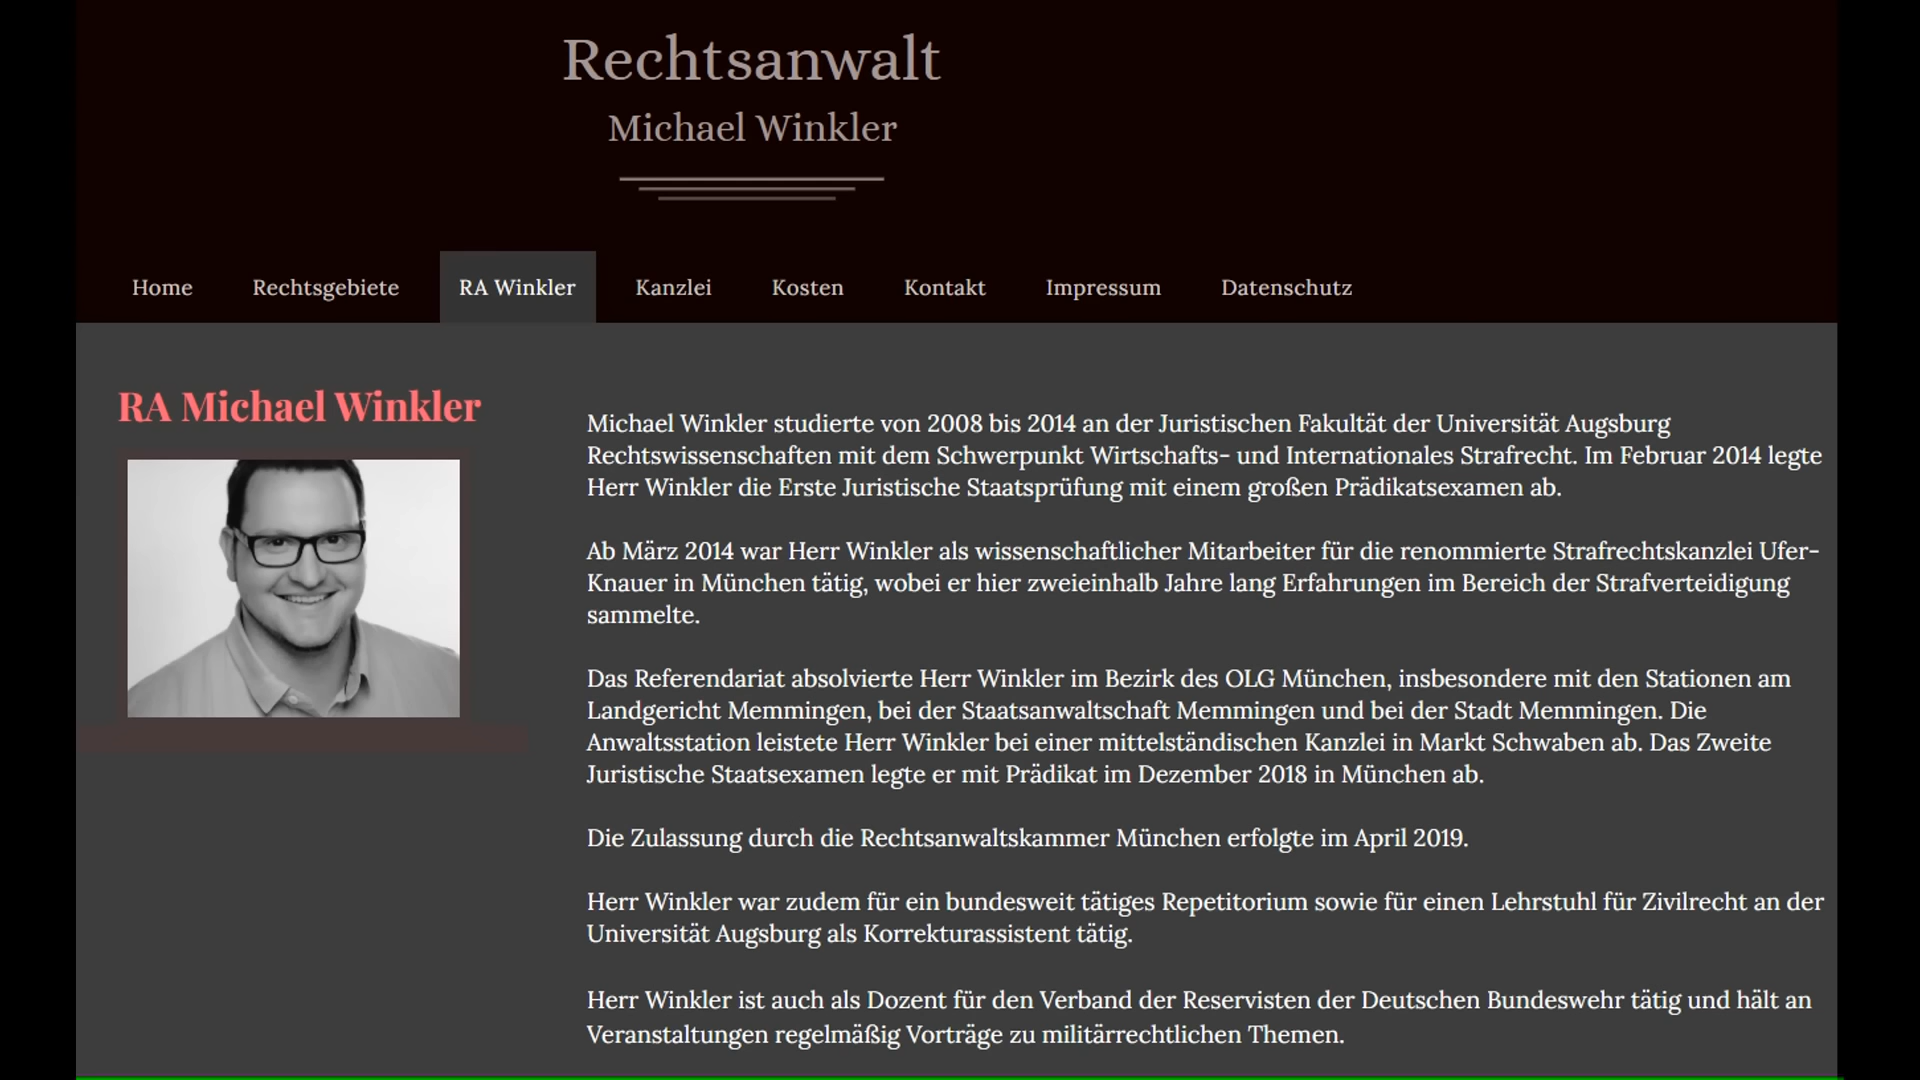 Rechtsanwalt
Michael Winkler
Home
Rechtsgebiete
RA Winkler
Kanzlei
Kosten
Kontakt
Impressum
Datenschutz
RA Michael Winkler
Michael Winkler studierte von 2008 bis 2014 an der Juristischen Fakultät der Universität Augsburg
Rechtswissenschaften mit dem Schwerpunkt Wirtschafts- und Internationales Strafrecht. Im Februar 2014 legte
Herr Winkler die Erste Juristische Staatsprüfung mit einem großen Prädikatsexamen ab.
Ab März 2014 war Herr Winkler als wissenschaftlicher Mitarbeiter für die renommierte Strafrechtskanzlei Ufer-
Knauer in München tätig, wobei er hier zweieinhalb Jahre lang Erfahrungen im Bereich der Strafverteidigung
sammelte.
Das Referendariat absolvierte Herr Winkler im Bezirk des OLG München, insbesondere mit den Stationen am
Landgericht Memmingen, bei der Staatsanwaltschaft Memmingen und bei der Stadt Memmingen. Die
Anwaltsstation leistete Herr Winkler bei einer mittelständischen Kanzlei in Markt Schwaben ab. Das Zweite
Juristische Staatsexamen legte er mit Prädikat im Dezember 2018 in München ab.
Die Zulassung durch die Rechtsanwaltskammer München erfolgte im April 2019.
Herr Winkler war zudem für ein bundesweit tätiges Repetitorium sowie für einen Lehrstuhl für Zivilrecht an der
Universität Augsburg als Korrekturassistent tätig.
Herr Winkler ist auch als Dozent für den Verband der Reservisten der Deutschen Bundeswehr tätig und hält an
Veranstaltungen regelmäßig Vorträge zu militärrechtlichen Themen.